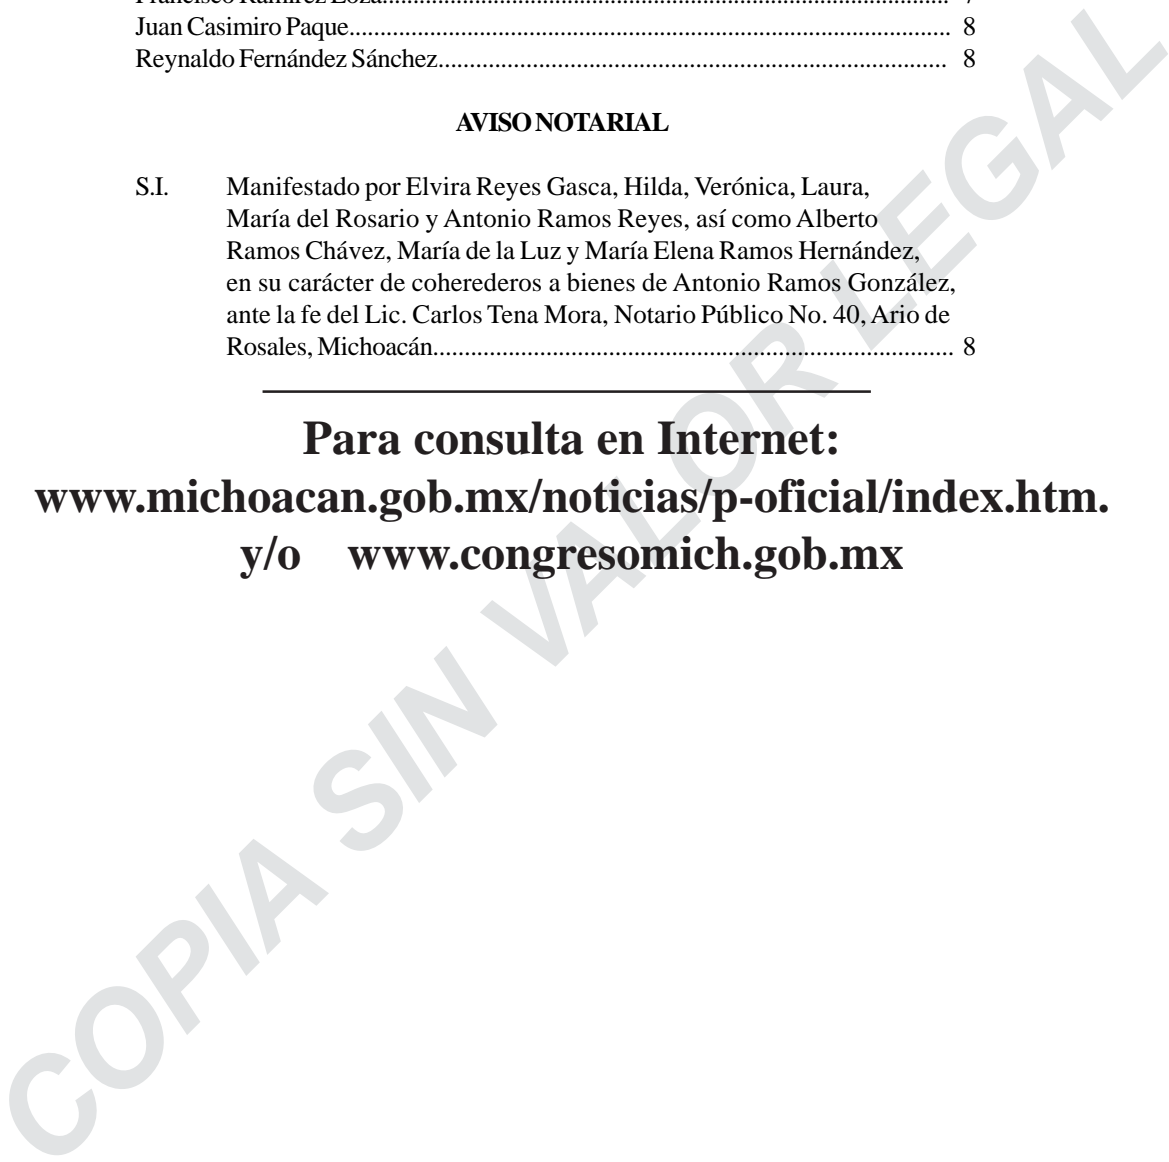 Francisco Ramírez Loza.......................................................................................... 7
Juan Casimiro Paque............................................................................................... 8
Reynaldo Fernández Sánchez................................................................................ 8
AVISO NOTARIAL
S.I. Manifestado por Elvira Reyes Gasca, Hilda, Verónica, Laura,
María del Rosario y Antonio Ramos Reyes, así como Alberto
Ramos Chávez, María de la Luz y María Elena Ramos Hernández,
en su carácter de coherederos a bienes de Antonio Ramos González,
ante la fe del Lic. Carlos Tena Mora, Notario Público No. 40, Ario de
Rosales, Michoacán.................................................................................. 8
Para consulta en Internet:
www.michoacan.gob.mx/noticias/p-oficial/index.htm.
y/o www.congresomich.gob.mx
COPIA SIN VALOR LEGAL